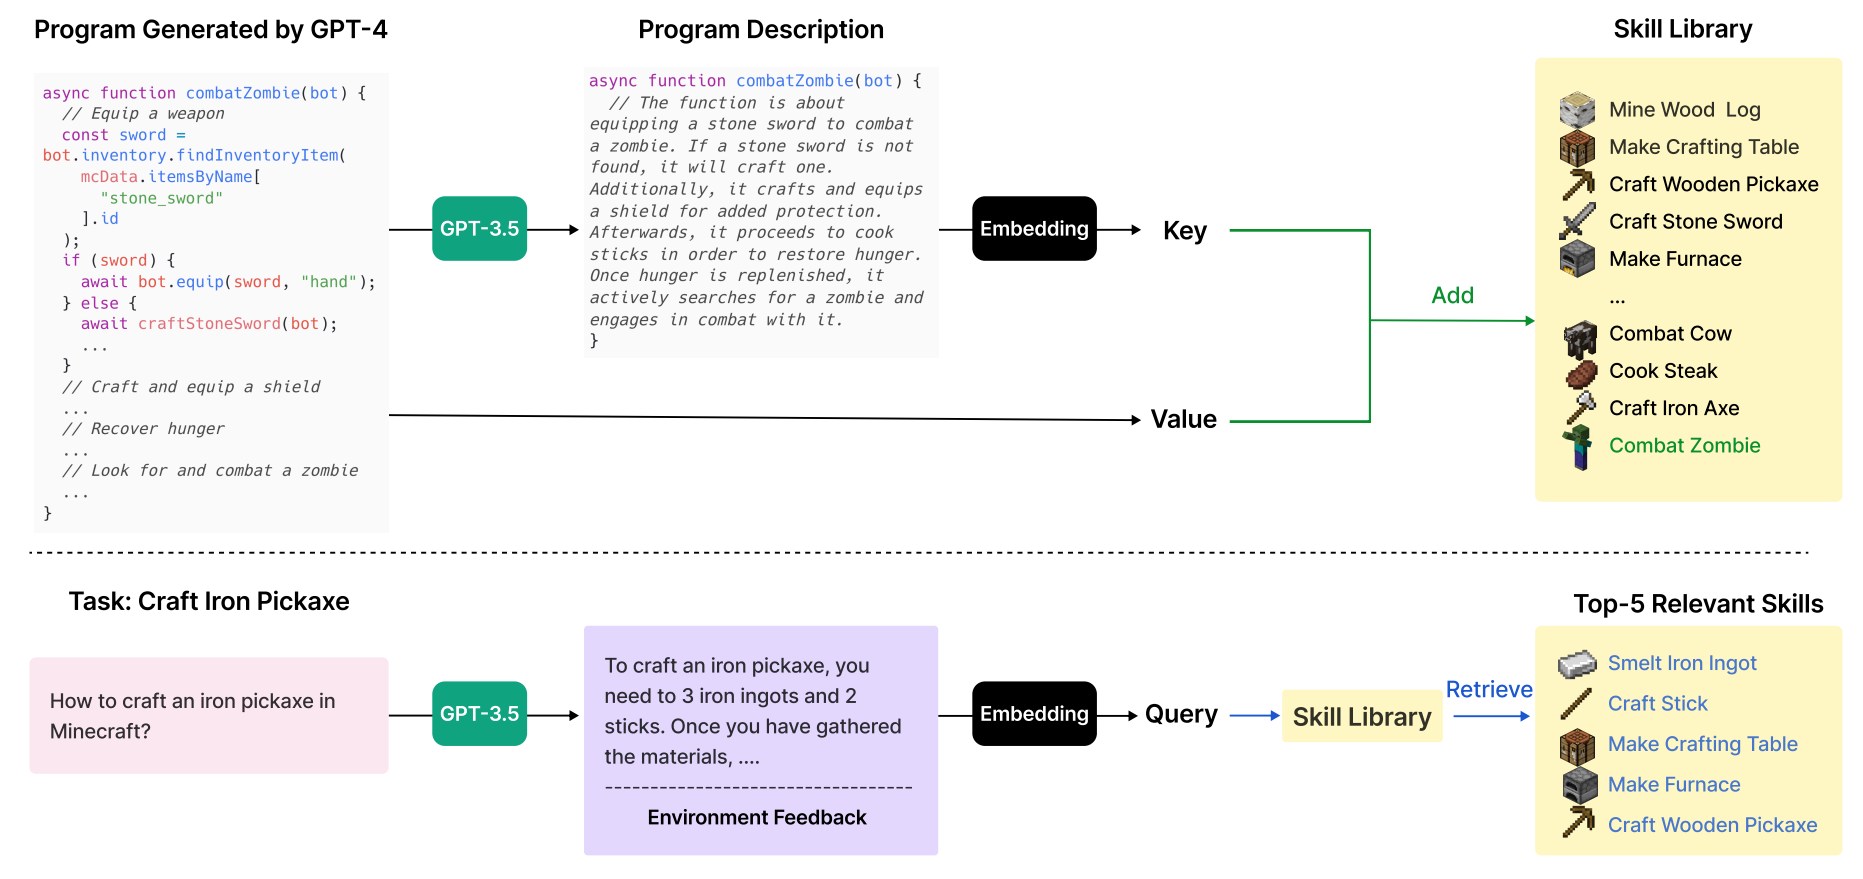 Program Generated by GPT-4
async function combatZombie(bot) {
// Equip a weapon
const sword =
bot.inventory.findInventoryItem(
mcData.itemsByName[
"stone_sword"
].id
);
if (sword) {
await bot.equip(sword, "hand");
} else {
await craftStoneSword(bot);
...
}
// Craft and equip a shield
...
// Recover hunger
...
// Look for and combat a zombie
...
}
GPT-3.5
Program Description
async function combatZombie(bot) {
// The function is about
equipping a stone sword to combat
a zombie. If a stone sword is not
found, it will craft one.
Additionally, it crafts and equips
a shield for added protection.
Afterwards, it proceeds to cook
sticks in order to restore hunger.
Once hunger is replenished, it
actively searches for a zombie and
engages in combat with it.
}
Embedding
Key
Value
Add
Skill Library
Mine Wood Log
Make Crafting Table
Craft Wooden Pickaxe
Craft Stone Sword
Make Furnace
...
Combat Cow
Cook Steak
Craft Iron Axe
Combat Zombie
Task: Craft Iron Pickaxe
How to craft an iron pickaxe in
Minecraft?
GPT-3.5
To craft an iron pickaxe, you
need to 3 iron ingots and 2
sticks. Once you have gathered
the materials, ....
Environment Feedback
Embedding
Query
Skill Library
Retrieve
Top-5 Relevant Skills
Smelt Iron Ingot
Craft Stick
Make Crafting Table
Make Furnace
Craft Wooden Pickaxe